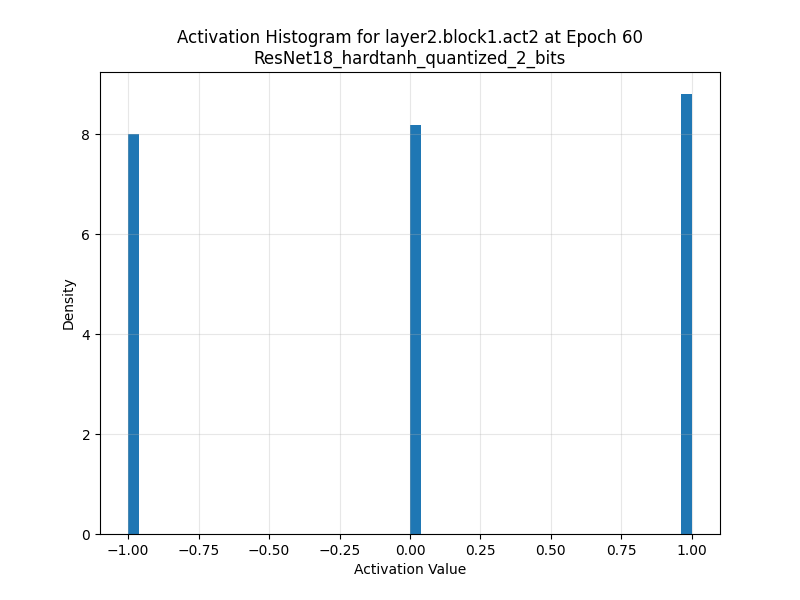 Activation Histogram for layer2.block1.act2 at Epoch 60
ResNet18_hardtanh_quantized_2_bits
Density
8
6
4
2
0
−1.00 −0.75 −0.50 −0.25 0.00 0.25 0.50 0.75 1.00
Activation Value